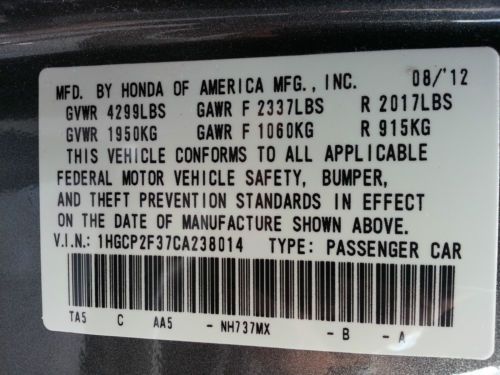 MFD. BY HONDA OF AMERICA MFG., INC. 08/'12
GVWR 4299LBS GAWR F 2337LBS R 2017LBS
GVWR 1950KG GAWR F 1060KG R 915KG
THIS VEHICLE CONFORMS TO ALL APPLICABLE
FEDERAL MOTOR VEHICLE SAFETY, BUMPER,
AND THEFT PREVENTION STANDARDS IN EFFECT
ON THE DATE OF MANUFACTURE SHOWN ABOVE.
V.I.N.: 1HGCP2F37CA238014 TYPE: PASSENGER CAR
TA5 C AA5 - NH737MX - B - A